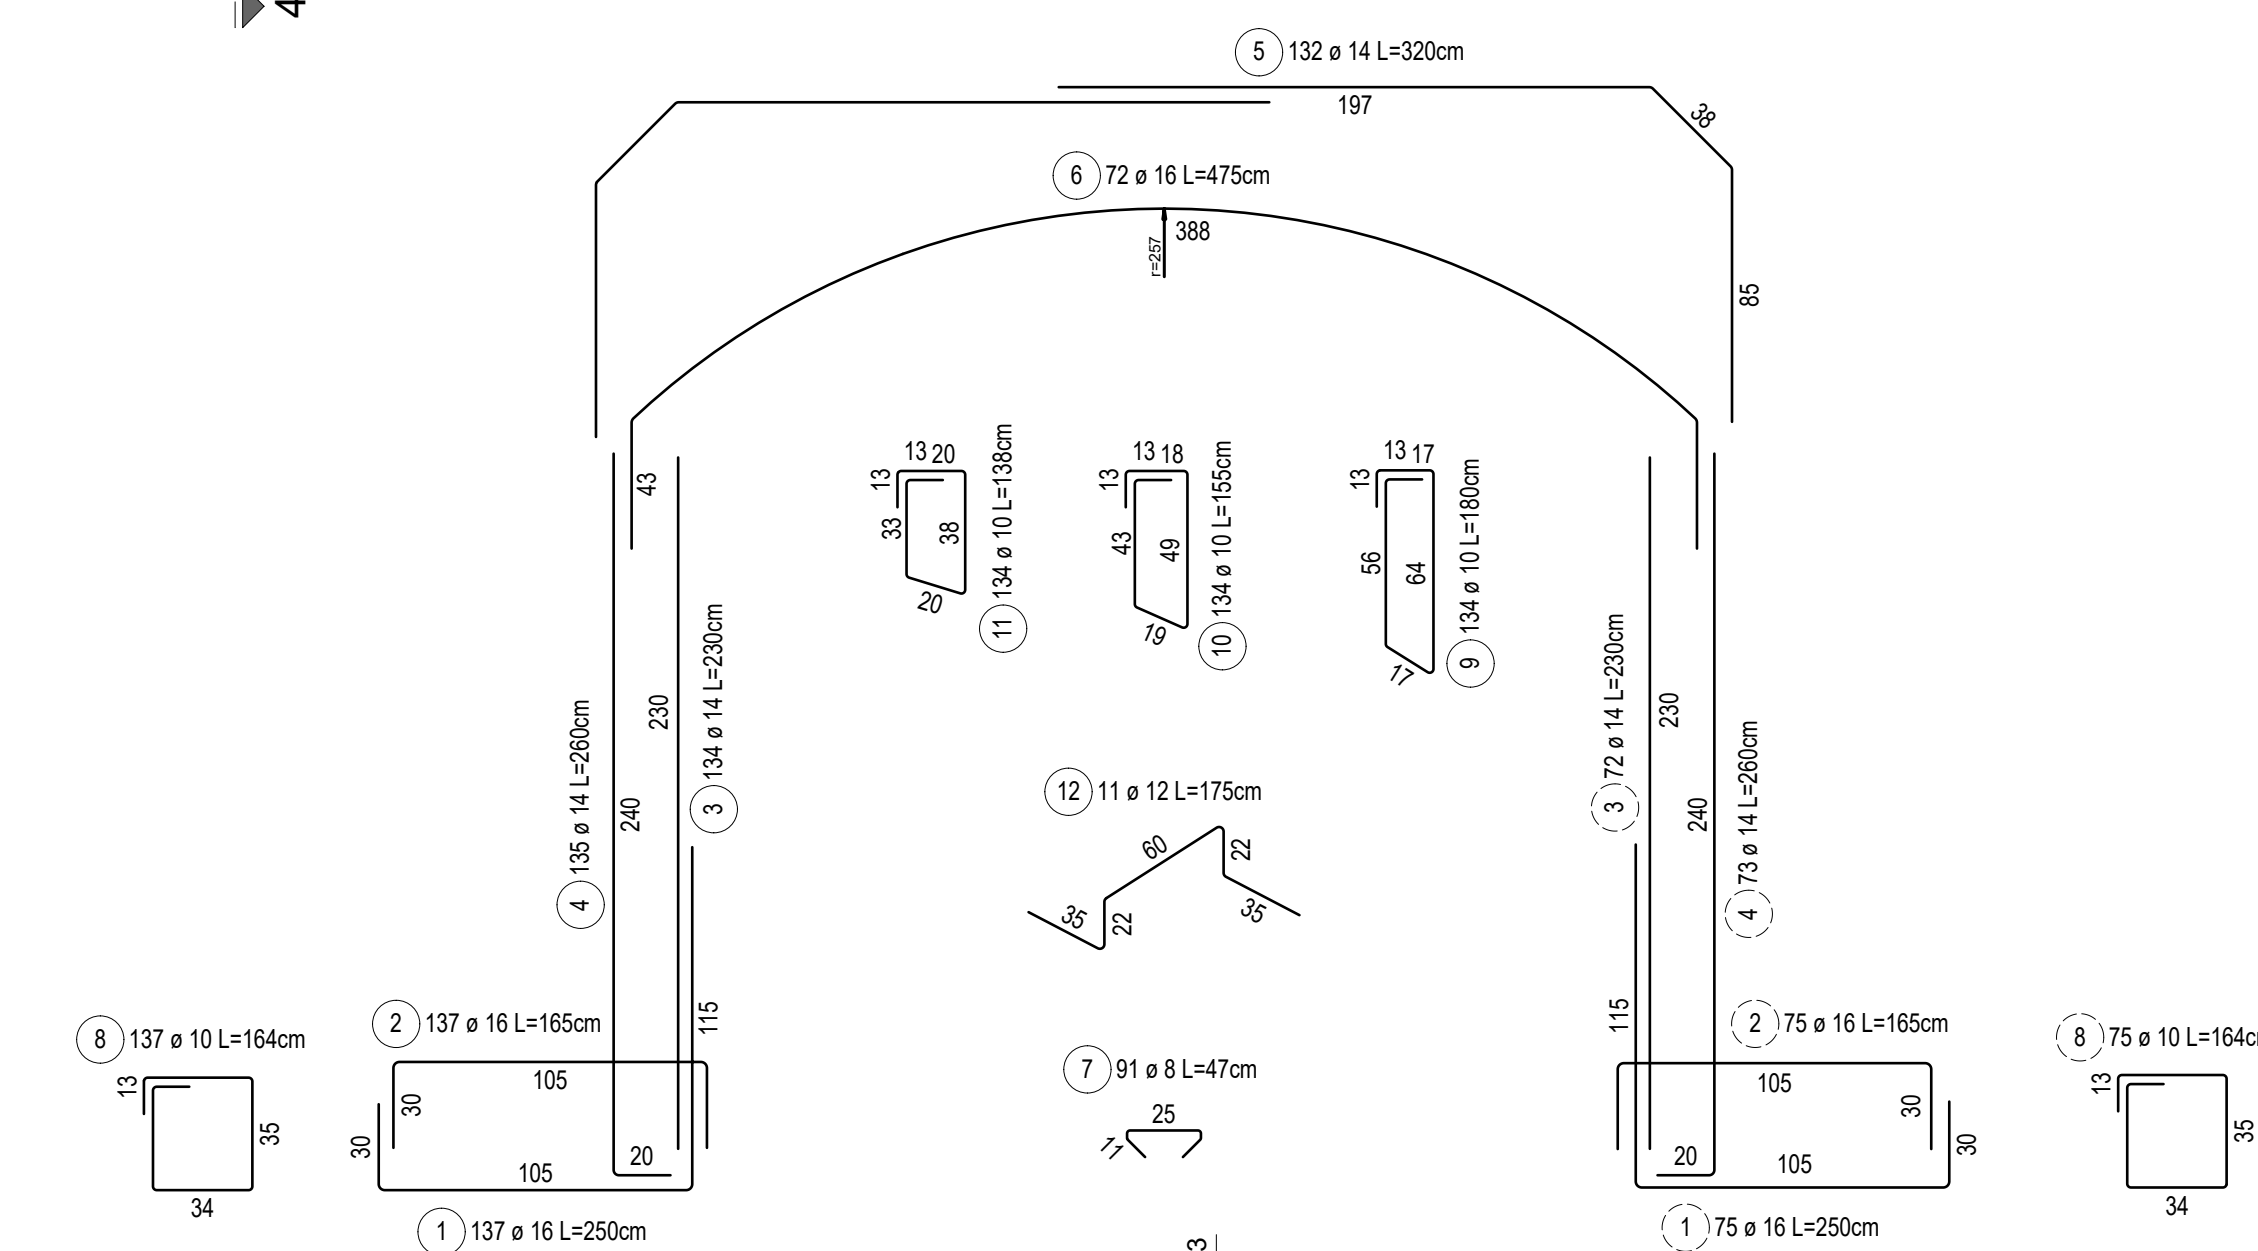 4
5 132 ø 14 L=320cm
197
38
85
6 72 ø 16 L=475cm
388
r=257
43
13 20
13
33
38
20
11 134 ø 10 L=138cm
13 18
13
43
49
19
10 134 ø 10 L=155cm
13 17
13
56
64
17
9 134 ø 10 L=180cm
4 135 ø 14 L=260cm
240
230
3 134 ø 14 L=230cm
3 72 ø 14 L=230cm
230
240
4 73 ø 14 L=260cm
12 11 ø 12 L=175cm
60
22
35
22
35
8 137 ø 10 L=164cm
13
35
34
2 137 ø 16 L=165cm
105
30
30
115
20
105
1 137 ø 16 L=250cm
7 91 ø 8 L=47cm
25
11
3
2 75 ø 16 L=165cm
115
105
30
30
20
105
1 75 ø 16 L=250cm
8 75 ø 10 L=164c
13
35
34